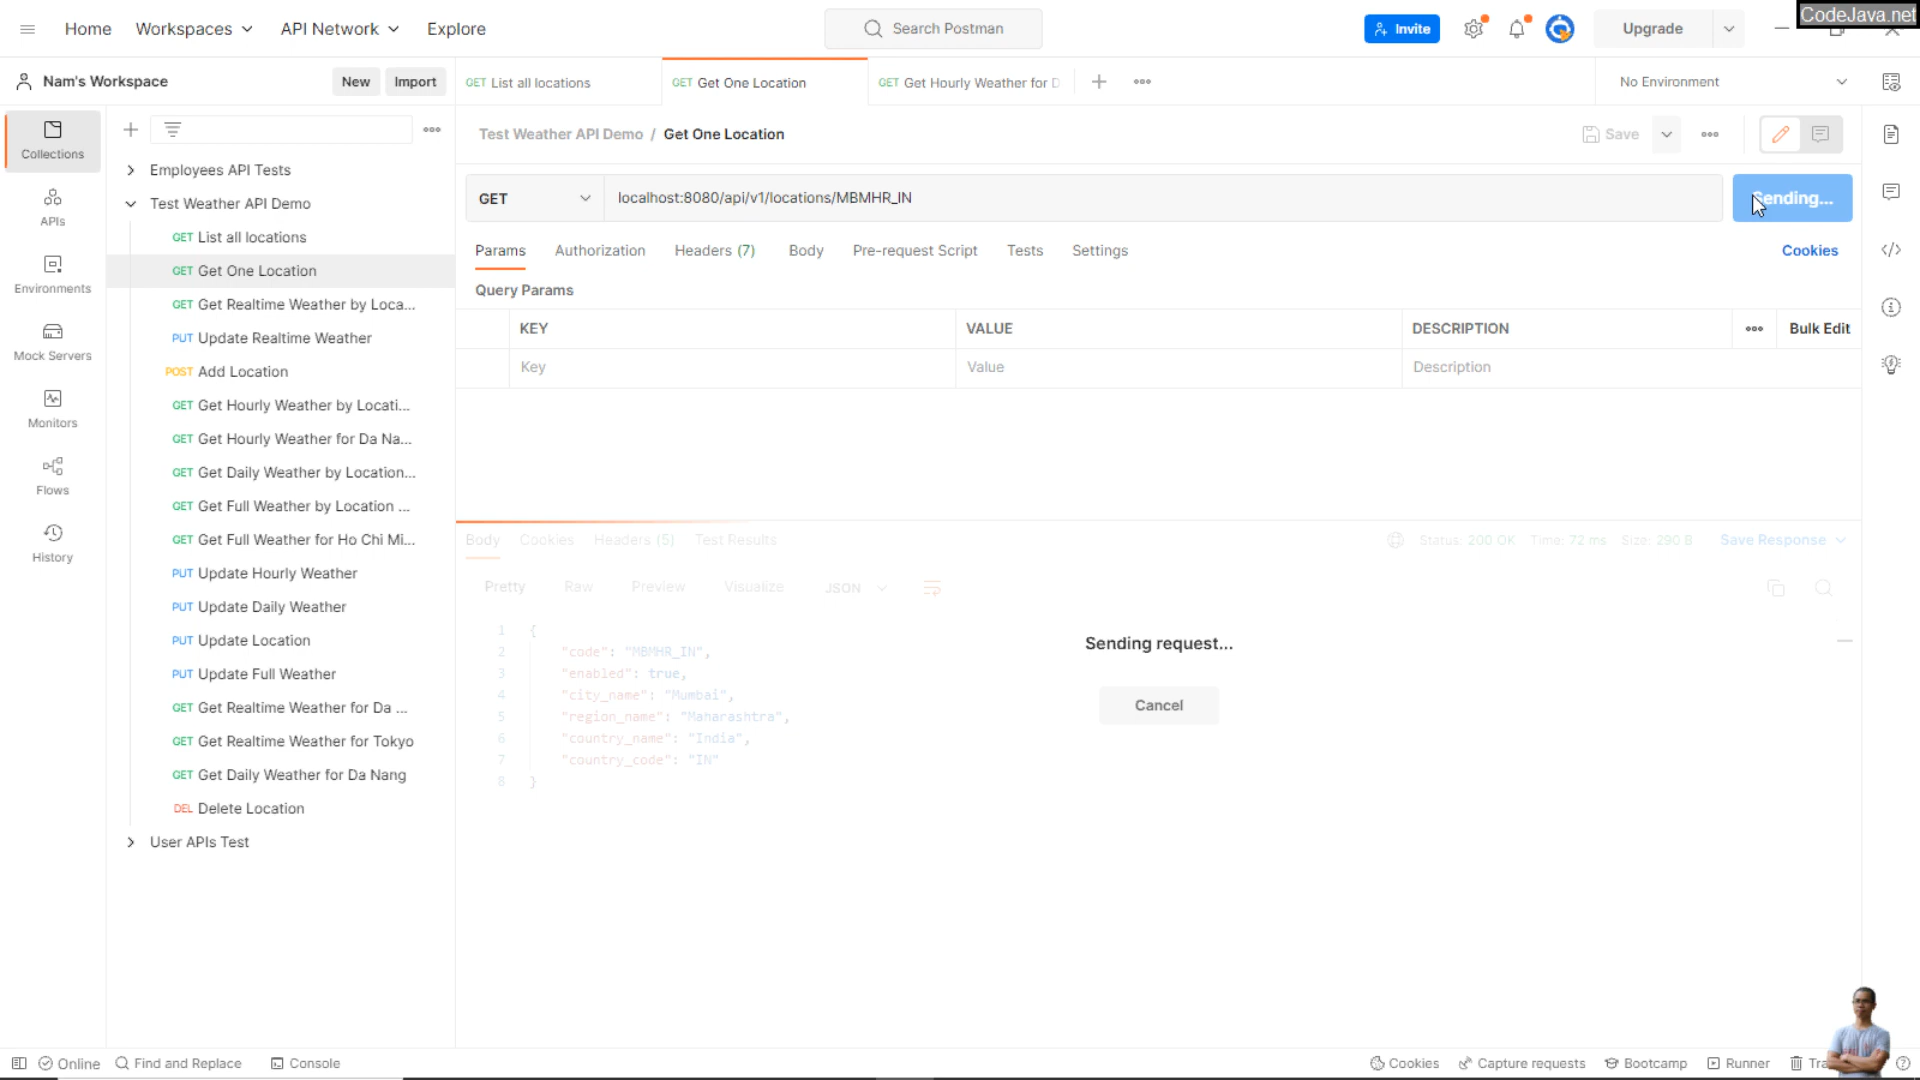 CodeJava.net
Home Workspaces API Network Explore
Search Postman
Invite
Upgrade
Nam's Workspace New Import
GET List all locations
GET Get One Location
GET Get Hourly Weather for D
No Environment
Collections
APIs
Environments
Mock Servers
Monitors
Flows
History
Employees API Tests
Test Weather API Demo
GET List all locations
GET Get One Location
GET Get Realtime Weather by Loca...
PUT Update Realtime Weather
POST Add Location
GET Get Hourly Weather by Locati...
GET Get Hourly Weather for Da Na...
GET Get Daily Weather by Location...
GET Get Full Weather by Location ...
GET Get Full Weather for Ho Chi Mi...
PUT Update Hourly Weather
PUT Update Daily Weather
PUT Update Location
PUT Update Full Weather
GET Get Realtime Weather for Da ...
GET Get Realtime Weather for Tokyo
GET Get Daily Weather for Da Nang
DEL Delete Location
User APIs Test
Test Weather API Demo / Get One Location
Save
GET localhost:8080/api/v1/locations/MBMHR_IN
Sending...
Params Authorization Headers (7) Body Pre-request Script Tests Settings Cookies
Query Params
KEY VALUE DESCRIPTION Bulk Edit
Key Value Description
Body Cookies Headers (5) Test Results
Status: 200 OK Time: 72 ms Size: 290 B Save Response
Pretty Raw Preview Visualize JSON
1 {
2 "code": "MBMHR_IN",
3 "enabled": true,
4 "city_name": "Mumbai",
5 "region_name": "Maharashtra",
6 "country_name": "India",
7 "country_code": "IN"
8 }
Sending request...
Cancel
Online Find and Replace Console
Cookies Capture requests Bootcamp Runner